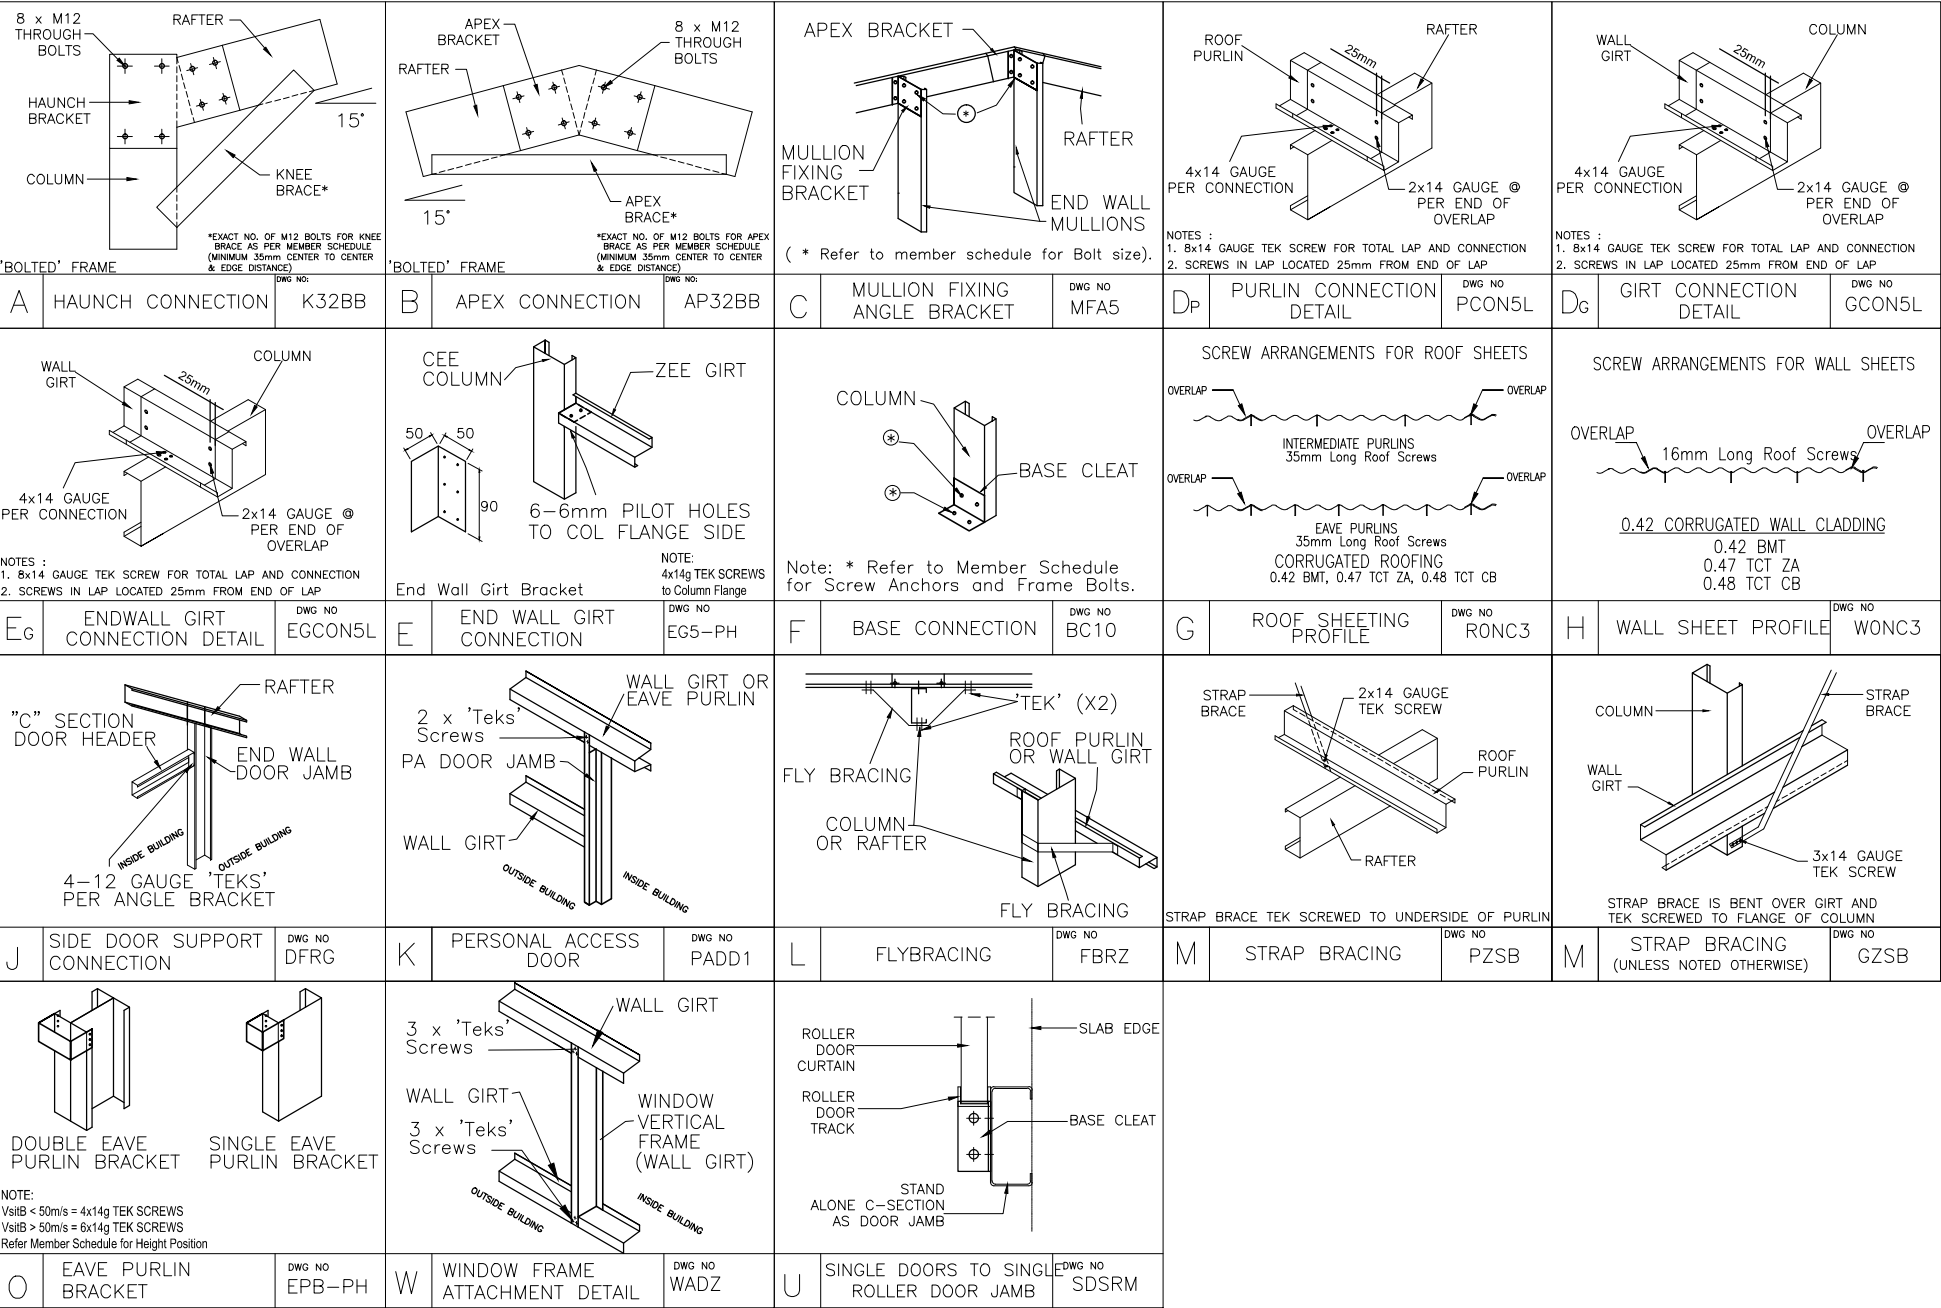 8 x M12
THROUGH
BOLTS
RAFTER
HAUNCH
BRACKET
COLUMN
15°
KNEE
BRACE*
*EXACT NO. OF M12 BOLTS FOR KNEE
BRACE AS PER MEMBER SCHEDULE
(MINIMUM 35mm CENTER TO CENTER
& EDGE DISTANCE)
'BOLTED' FRAME
A
HAUNCH CONNECTION
DWG NO:
K32BB
APEX
BRACKET
8 x M12
THROUGH
BOLTS
RAFTER
15°
APEX
BRACE*
*EXACT NO. OF M12 BOLTS FOR APEX
BRACE AS PER MEMBER SCHEDULE
(MINIMUM 35mm CENTER TO CENTER
& EDGE DISTANCE)
'BOLTED' FRAME
B
APEX CONNECTION
DWG NO:
AP32BB
APEX BRACKET
*
RAFTER
MULLION
FIXING
BRACKET
END WALL
MULLIONS
( * Refer to member schedule for Bolt size).
C
MULLION FIXING
ANGLE BRACKET
DWG NO
MFA5
ROOF
PURLIN
25mm
RAFTER
4x14 GAUGE
PER CONNECTION
2x14 GAUGE @
PER END OF
OVERLAP
NOTES :
1. 8x14 GAUGE TEK SCREW FOR TOTAL LAP AND CONNECTION
2. SCREWS IN LAP LOCATED 25mm FROM END OF LAP
DP
PURLIN CONNECTION
DETAIL
DWG NO
PCON5L
WALL
GIRT
25mm
COLUMN
4x14 GAUGE
PER CONNECTION
2x14 GAUGE @
PER END OF
OVERLAP
NOTES :
1. 8x14 GAUGE TEK SCREW FOR TOTAL LAP AND CONNECTION
2. SCREWS IN LAP LOCATED 25mm FROM END OF LAP
DG
GIRT CONNECTION
DETAIL
DWG NO
GCON5L
WALL
GIRT
25mm
COLUMN
4x14 GAUGE
PER CONNECTION
2x14 GAUGE @
PER END OF
OVERLAP
NOTES :
1. 8x14 GAUGE TEK SCREW FOR TOTAL LAP AND CONNECTION
2. SCREWS IN LAP LOCATED 25mm FROM END OF LAP
EG
ENDWALL GIRT
CONNECTION DETAIL
DWG NO
EGCON5L
CEE
COLUMN
ZEE GIRT
50
50
90
6-6mm PILOT HOLES
TO COL FLANGE SIDE
NOTE:
4x14g TEK SCREWS
to Column Flange
End Wall Girt Bracket
E
END WALL GIRT
CONNECTION
DWG NO
EG5-PH
COLUMN
*
BASE CLEAT
*
Note: * Refer to Member Schedule
for Screw Anchors and Frame Bolts.
F
BASE CONNECTION
DWG NO
BC10
SCREW ARRANGEMENTS FOR ROOF SHEETS
OVERLAP
OVERLAP
INTERMEDIATE PURLINS
35mm Long Roof Screws
OVERLAP
OVERLAP
EAVE PURLINS
35mm Long Roof Screws
CORRUGATED ROOFING
0.42 BMT, 0.47 TCT ZA, 0.48 TCT CB
G
ROOF SHEETING
PROFILE
DWG NO
RONC3
SCREW ARRANGEMENTS FOR WALL SHEETS
OVERLAP
OVERLAP
16mm Long Roof Screws
0.42 CORRUGATED WALL CLADDING
0.42 BMT
0.47 TCT ZA
0.48 TCT CB
H
WALL SHEET PROFILE
DWG NO
WONC3
RAFTER
"C" SECTION
DOOR HEADER
END WALL
DOOR JAMB
INSIDE BUILDING
OUTSIDE BUILDING
4-12 GAUGE 'TEKS'
PER ANGLE BRACKET
J
SIDE DOOR SUPPORT
CONNECTION
DWG NO
DFRG
WALL GIRT OR
EAVE PURLIN
2 x 'Teks'
Screws
PA DOOR JAMB
WALL GIRT
OUTSIDE BUILDING
INSIDE BUILDING
K
PERSONAL ACCESS
DOOR
DWG NO
PADD1
'TEK' (X2)
FLY BRACING
ROOF PURLIN
OR WALL GIRT
COLUMN
OR RAFTER
FLY BRACING
L
FLYBRACING
DWG NO
FBRZ
STRAP
BRACE
2x14 GAUGE
TEK SCREW
ROOF
PURLIN
RAFTER
STRAP BRACE TEK SCREWED TO UNDERSIDE OF PURLIN
M
STRAP BRACING
DWG NO
PZSB
COLUMN
STRAP
BRACE
WALL
GIRT
3x14 GAUGE
TEK SCREW
STRAP BRACE IS BENT OVER GIRT AND
TEK SCREWED TO FLANGE OF COLUMN
M
STRAP BRACING
(UNLESS NOTED OTHERWISE)
DWG NO
GZSB
DOUBLE EAVE
PURLIN BRACKET
SINGLE EAVE
PURLIN BRACKET
NOTE:
VsitB < 50m/s = 4x14g TEK SCREWS
VsitB > 50m/s = 6x14g TEK SCREWS
Refer Member Schedule for Height Position
O
EAVE PURLIN
BRACKET
DWG NO
EPB-PH
WALL GIRT
3 x 'Teks'
Screws
WALL GIRT
3 x 'Teks'
Screws
WINDOW
VERTICAL
FRAME
(WALL GIRT)
OUTSIDE BUILDING
INSIDE BUILDING
W
WINDOW FRAME
ATTACHMENT DETAIL
DWG NO
WADZ
ROLLER
DOOR
CURTAIN
SLAB EDGE
ROLLER
DOOR
TRACK
BASE CLEAT
STAND
ALONE C-SECTION
AS DOOR JAMB
U
SINGLE DOORS TO SINGLE
ROLLER DOOR JAMB
DWG NO
SDSRM